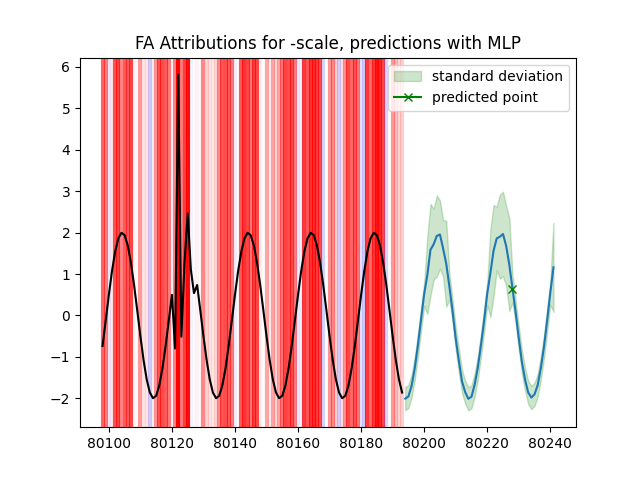 FA Attributions for -scale, predictions with MLP
standard deviation
predicted point
6
5
4
3
2
1
0
−1
−2
80100 80120 80140 80160 80180 80200 80220 80240